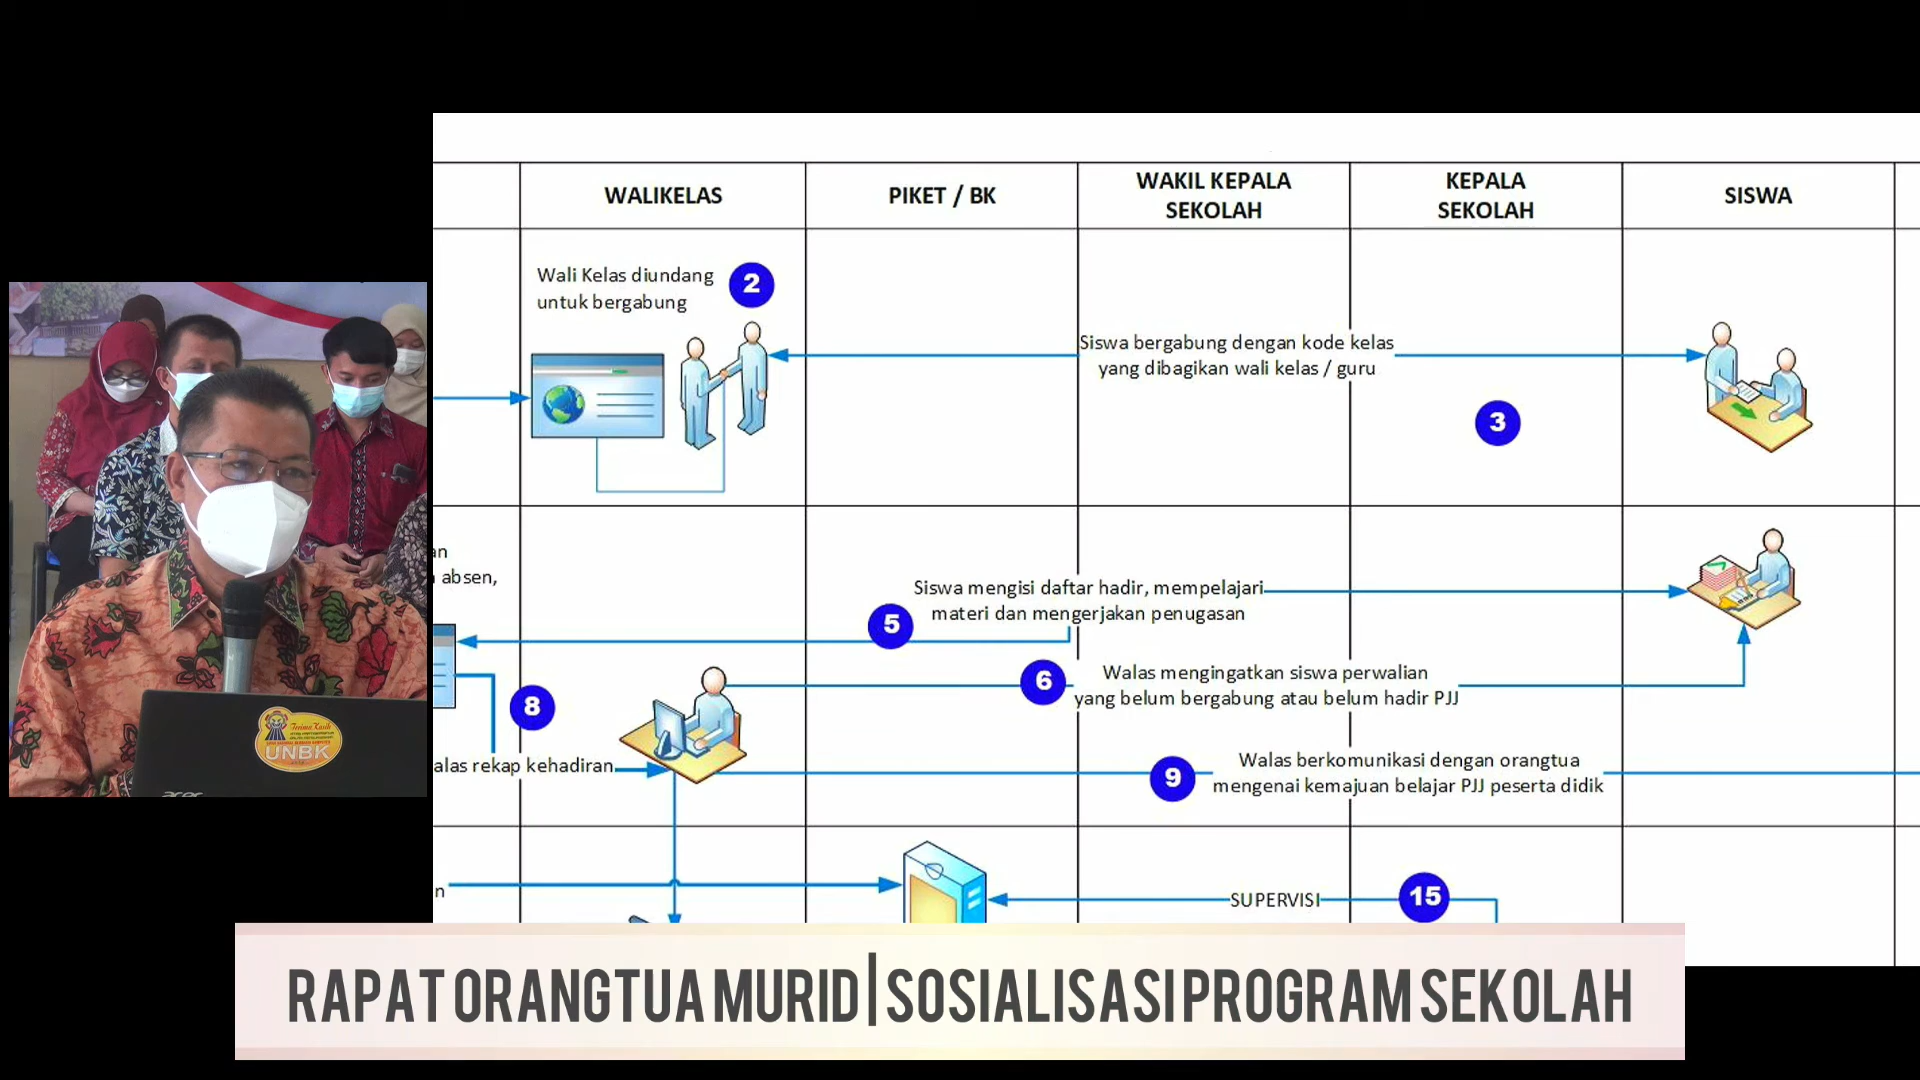 WALIKELAS
PIKET / BK
WAKIL KEPALA
SEKOLAH
KEPALA
SEKOLAH
SISWA
Wali Kelas diundang
untuk bergabung
2
Siswa bergabung dengan kode kelas
yang dibagikan wali kelas / guru
3
an
absen,
Siswa mengisi daftar hadir, mempelajari
materi dan mengerjakan penugasan
5
6
Walas mengingatkan siswa perwalian
yang belum bergabung atau belum hadir PJJ
8
alas rekap kehadiran
9
Walas berkomunikasi dengan orangtua
mengenai kemajuan belajar PJJ peserta didik
n
SUPERVISI
15
Terima Kasih
UNBK
acer
RAPAT ORANGTUA MURID | SOSIALISASI PROGRAM SEKOLAH